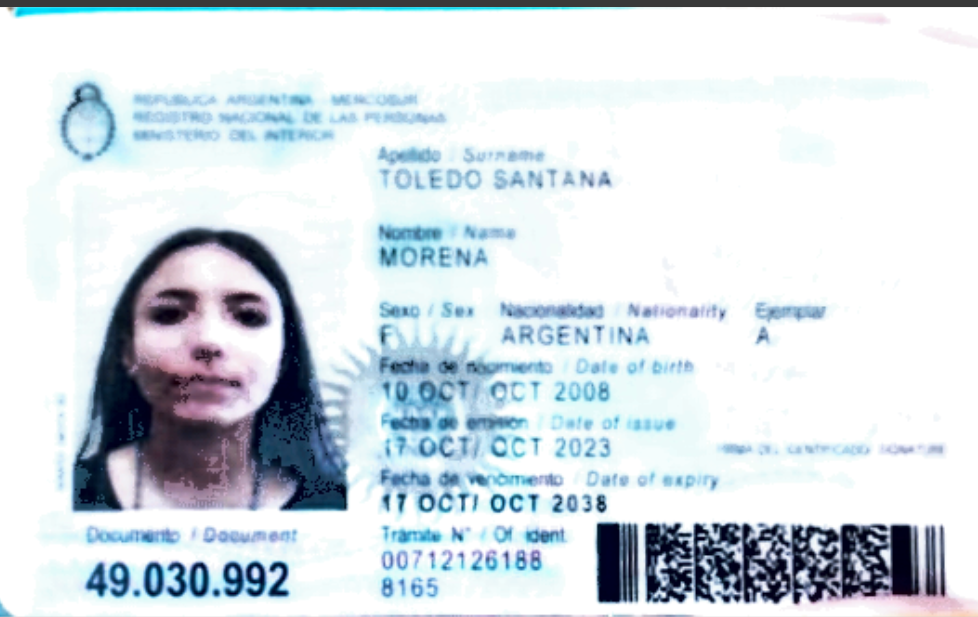 REPUBLICA ARGENTINA - MERCOSUR
REGISTRO NACIONAL DE LAS PERSONAS
MINISTERIO DEL INTERIOR
Apellido / Surname
TOLEDO SANTANA
Nombre / Name
MORENA
Sexo / Sex Nacionalidad / Nationality Ejemplar
F ARGENTINA A
Fecha de nacimiento / Date of birth
10 OCT/ OCT 2008
Fecha de emisión / Date of issue
17 OCT/ OCT 2023
FIRMA DEL IDENTIFICADO/ SIGNATURE
Fecha de vencimiento / Date of expiry
17 OCT/ OCT 2038
Documento / Document
49.030.992
Trámite N° / Of. ident.
00712126188
8165